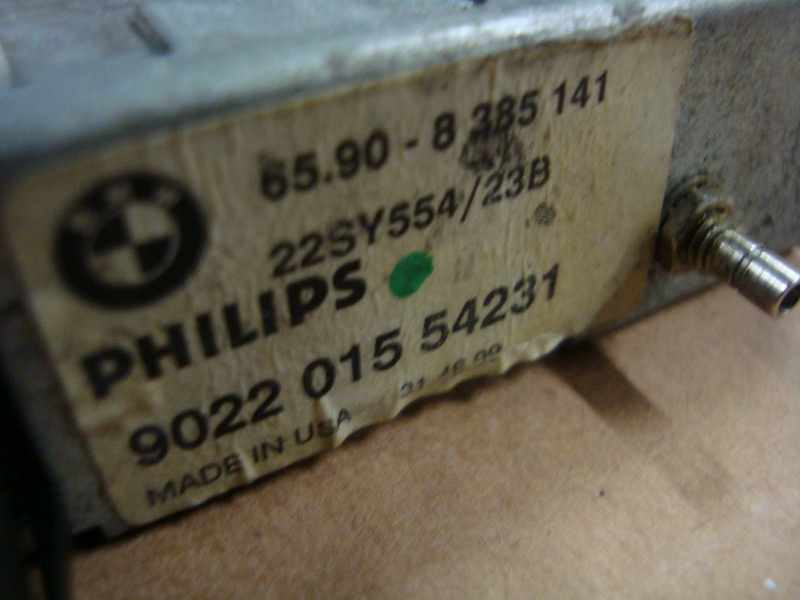 65.90 - 8 385 141
22SY554/23B
PHILIPS
9022 015 54231
MADE IN USA